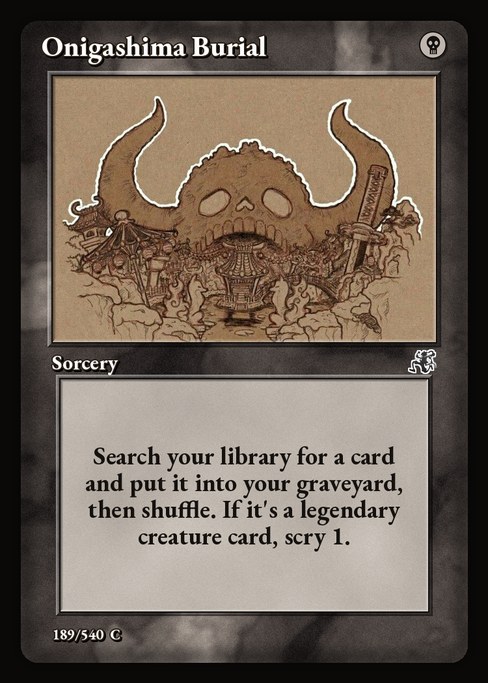 Onigashima Burial
Sorcery
Search your library for a card
and put it into your graveyard,
then shuffle. If it's a legendary
creature card, scry 1.
189/540 C